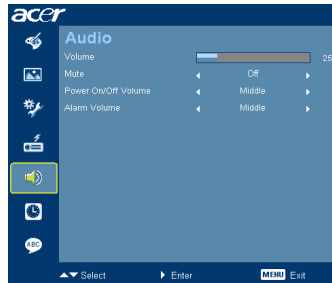 acer
Audio
Volume 25
Mute Off
Power On/Off Volume Middle
Alarm Volume Middle
ABC
Select Enter MENU Exit